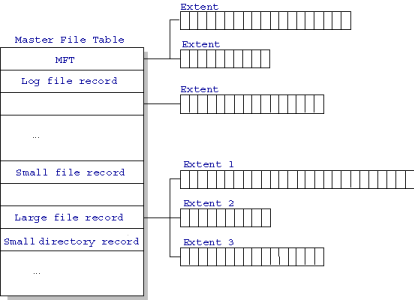 Extent
Master File Table
Extent
MFT
Log file record
Extent
...
Extent 1
Small file record
Extent 2
Large file record
Small directory record
Extent 3
...